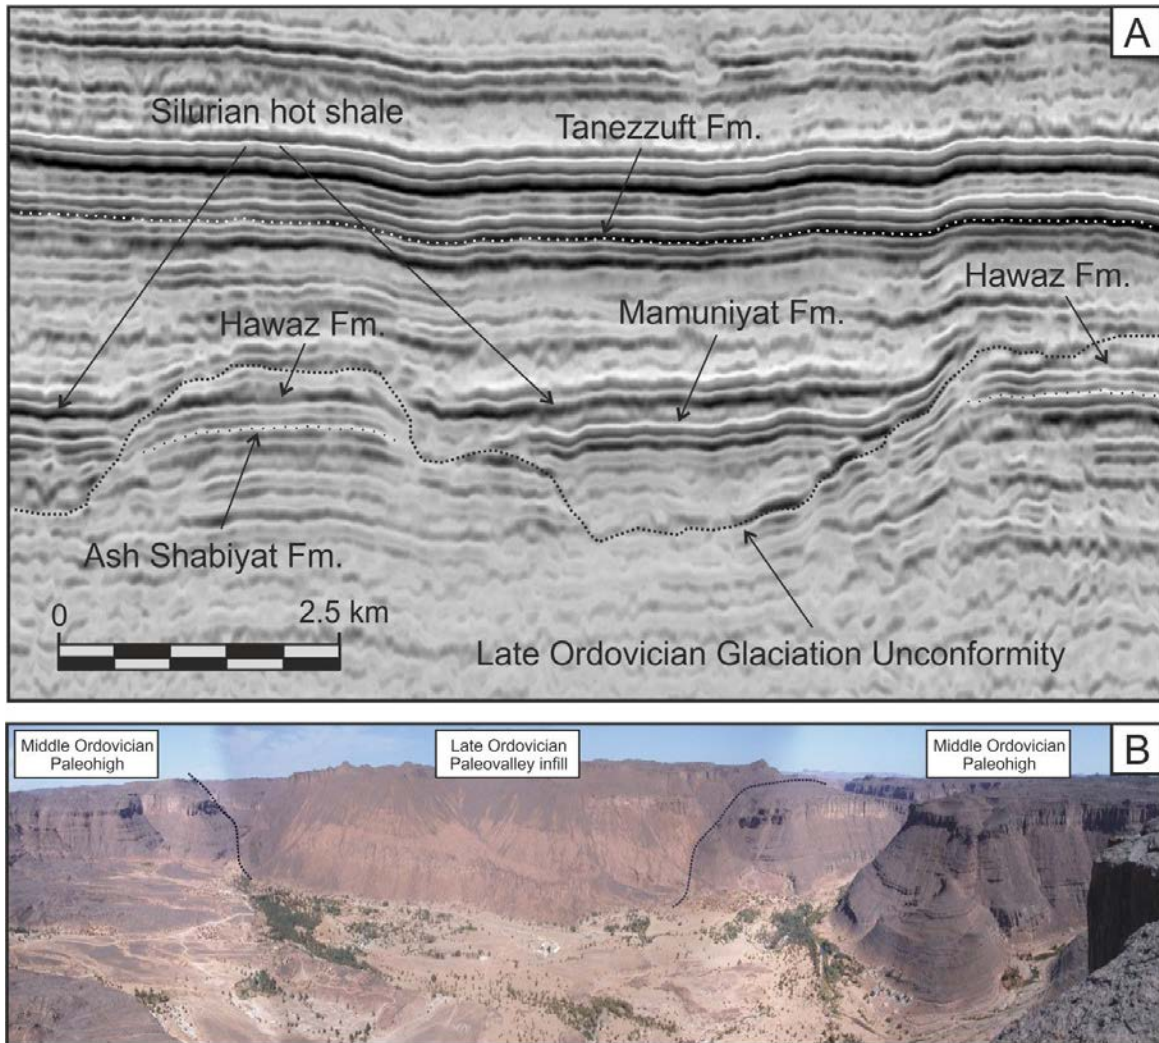 A
Silurian hot shale
Tanezzuft Fm.
Hawaz Fm.
Hawaz Fm.
Mamuniyat Fm.
Ash Shabiyat Fm.
0 2.5 km
Late Ordovician Glaciation Unconformity
Middle Ordovician
Paleohigh
Late Ordovician
Paleovalley infill
Middle Ordovician
Paleohigh
B